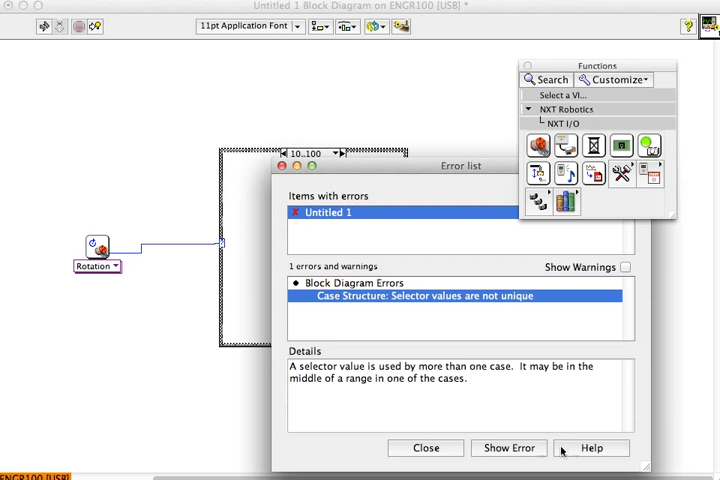 Untitled 1 Block Diagram on ENGR100 [USB] *
11pt Application Font
Functions
Search
Customize
Select a VI...
NXT Robotics
NXT I/O
10..100
Error list
Items with errors
Untitled 1
1 errors and warnings
Show Warnings
Block Diagram Errors
Case Structure: Selector values are not unique
Rotation
Details
A selector value is used by more than one case. It may be in the
middle of a range in one of the cases.
Close
Show Error
Help
ENGR100 [USB]